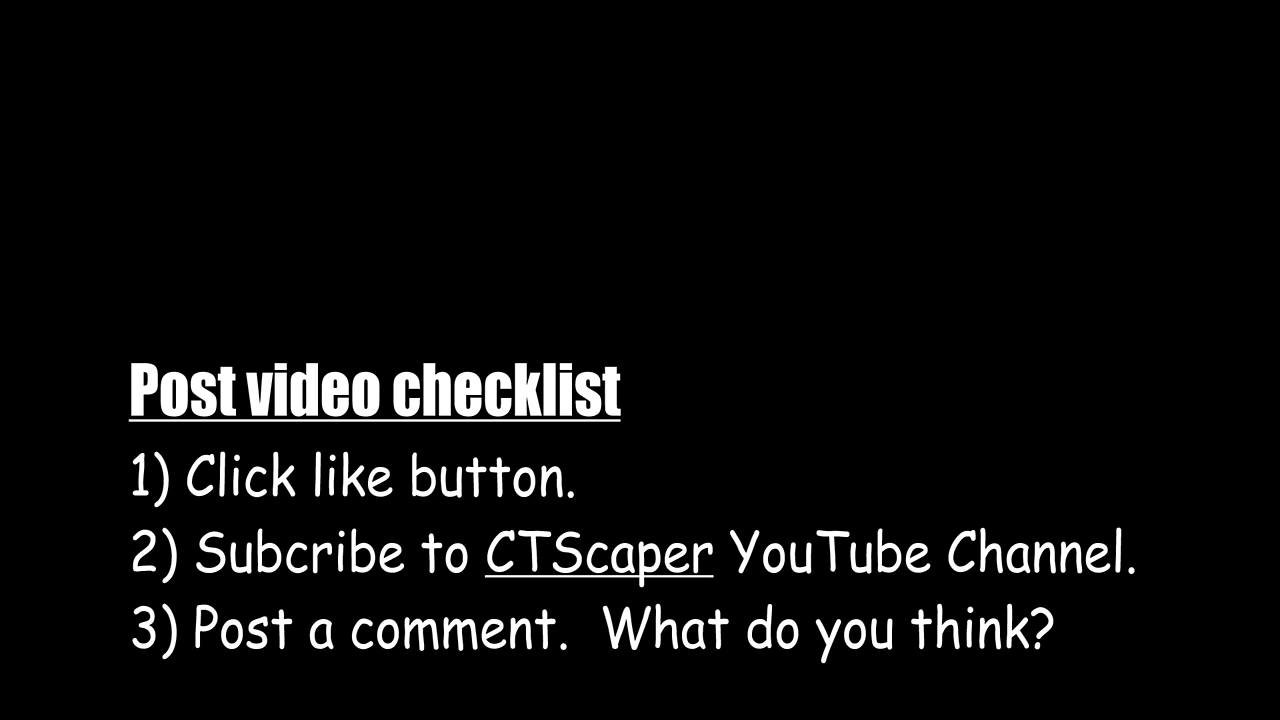 Post video checklist
1) Click like button.
2) Subcribe to CTScaper YouTube Channel.
3) Post a comment.  What do you think?